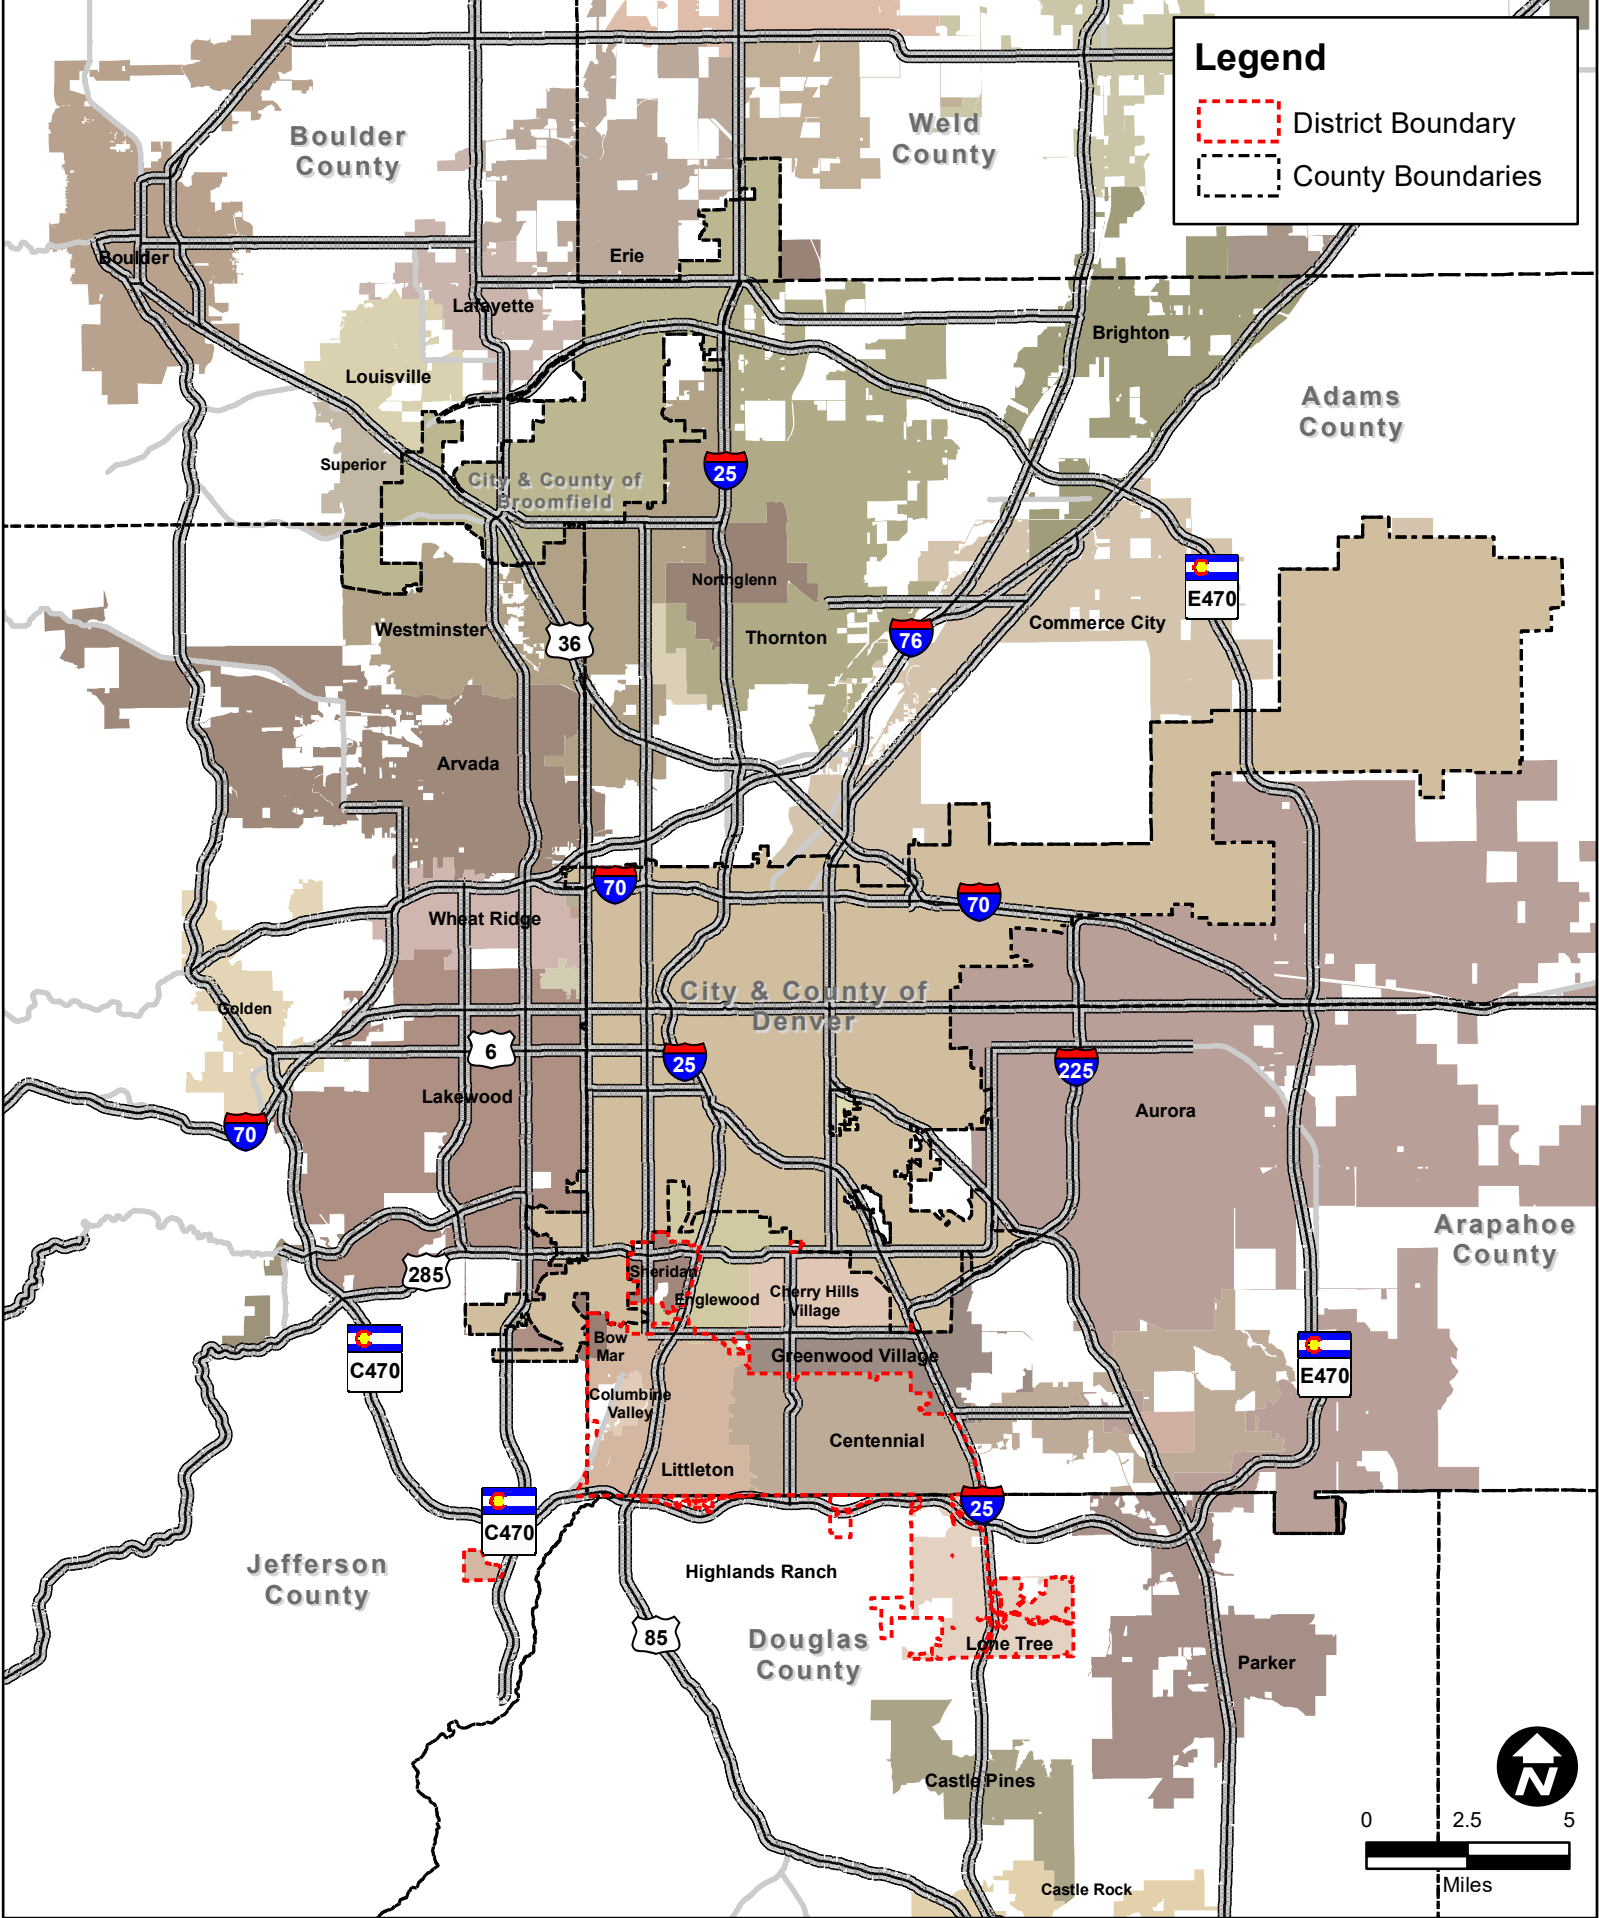 Legend
District Boundary
County Boundaries
Boulder
County
Weld
County
Boulder
Erie
Lafayette
Brighton
Louisville
Adams
County
Superior
25
City & County of
Broomfield
Northglenn
E470
Westminster
36
Thornton
76
Commerce City
Arvada
70
70
Wheat Ridge
City & County of
Denver
Golden
6
25
225
Lakewood
Aurora
70
Arapahoe
County
285
Sheridan
Englewood
Cherry Hills
Village
Bow
Mar
Greenwood Village
C470
E470
Columbine
Valley
Centennial
Littleton
25
C470
Jefferson
County
Highlands Ranch
85
Douglas
County
Lone Tree
Parker
Castle Pines
N
0 2.5 5
Miles
Castle Rock